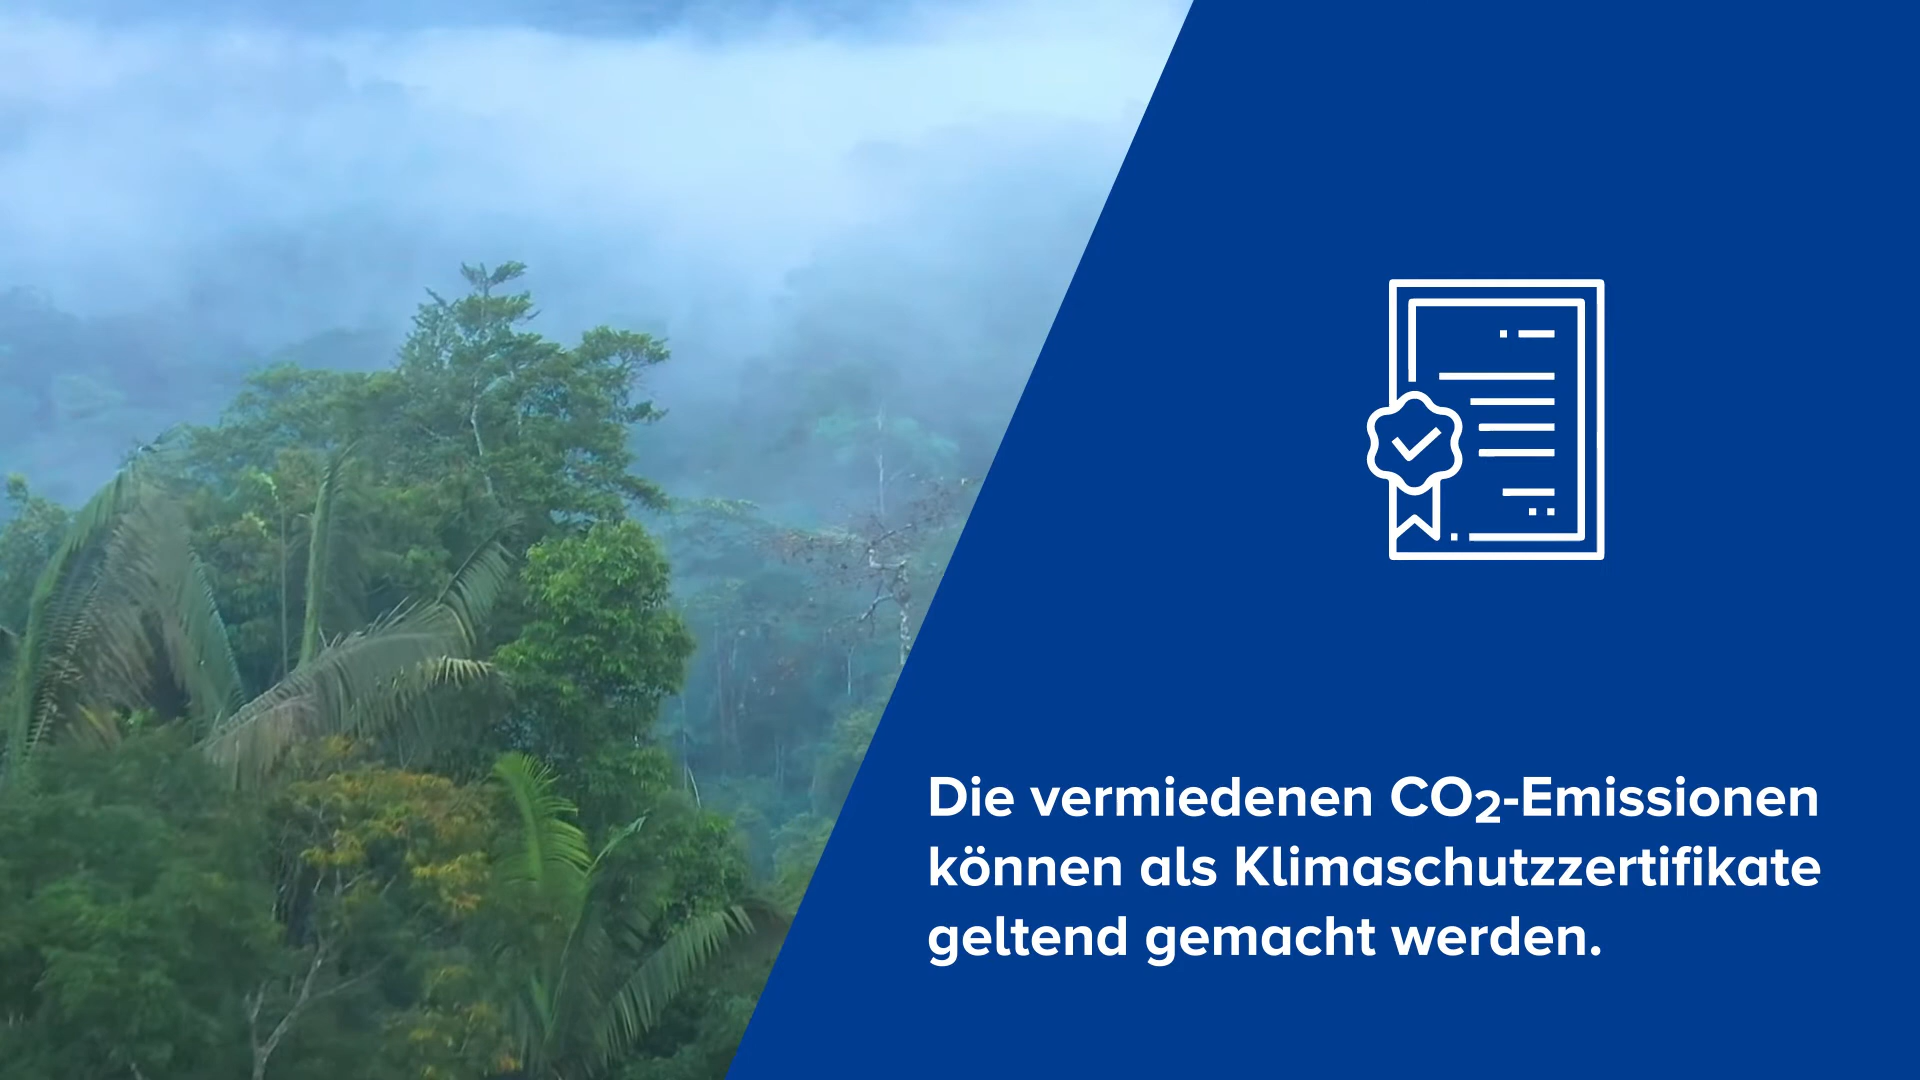 Die vermiedenen CO2-Emissionen
können als Klimaschutzzertifikate
geltend gemacht werden.